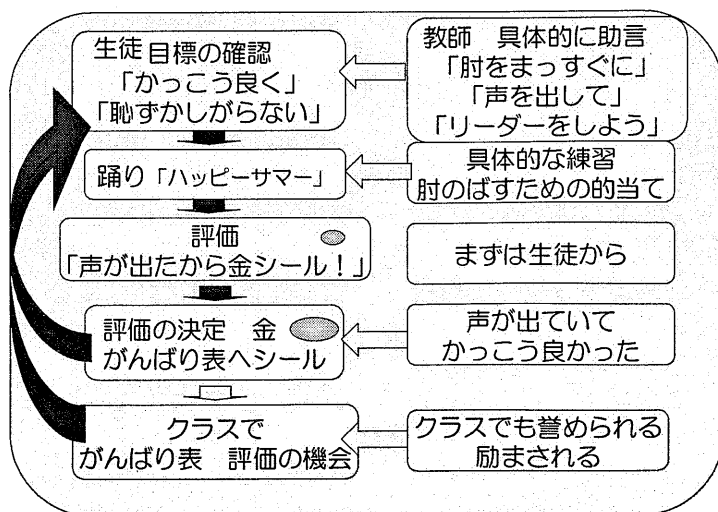 生徒 目標の確認
「かっこう良く」
「恥ずかしがらない」
教師　具体的に助言
「肘をまっすぐに」
「声を出して」
「リーダーをしよう」
踊り「ハッピーサマー」
具体的な練習
肘のばすための的当て
評価
「声が出たから金シール！」
まずは生徒から
評価の決定　金
がんばり表へシール
声が出ていて
かっこう良かった
クラスで
がんばり表　評価の機会
クラスでも誉められる
励まされる